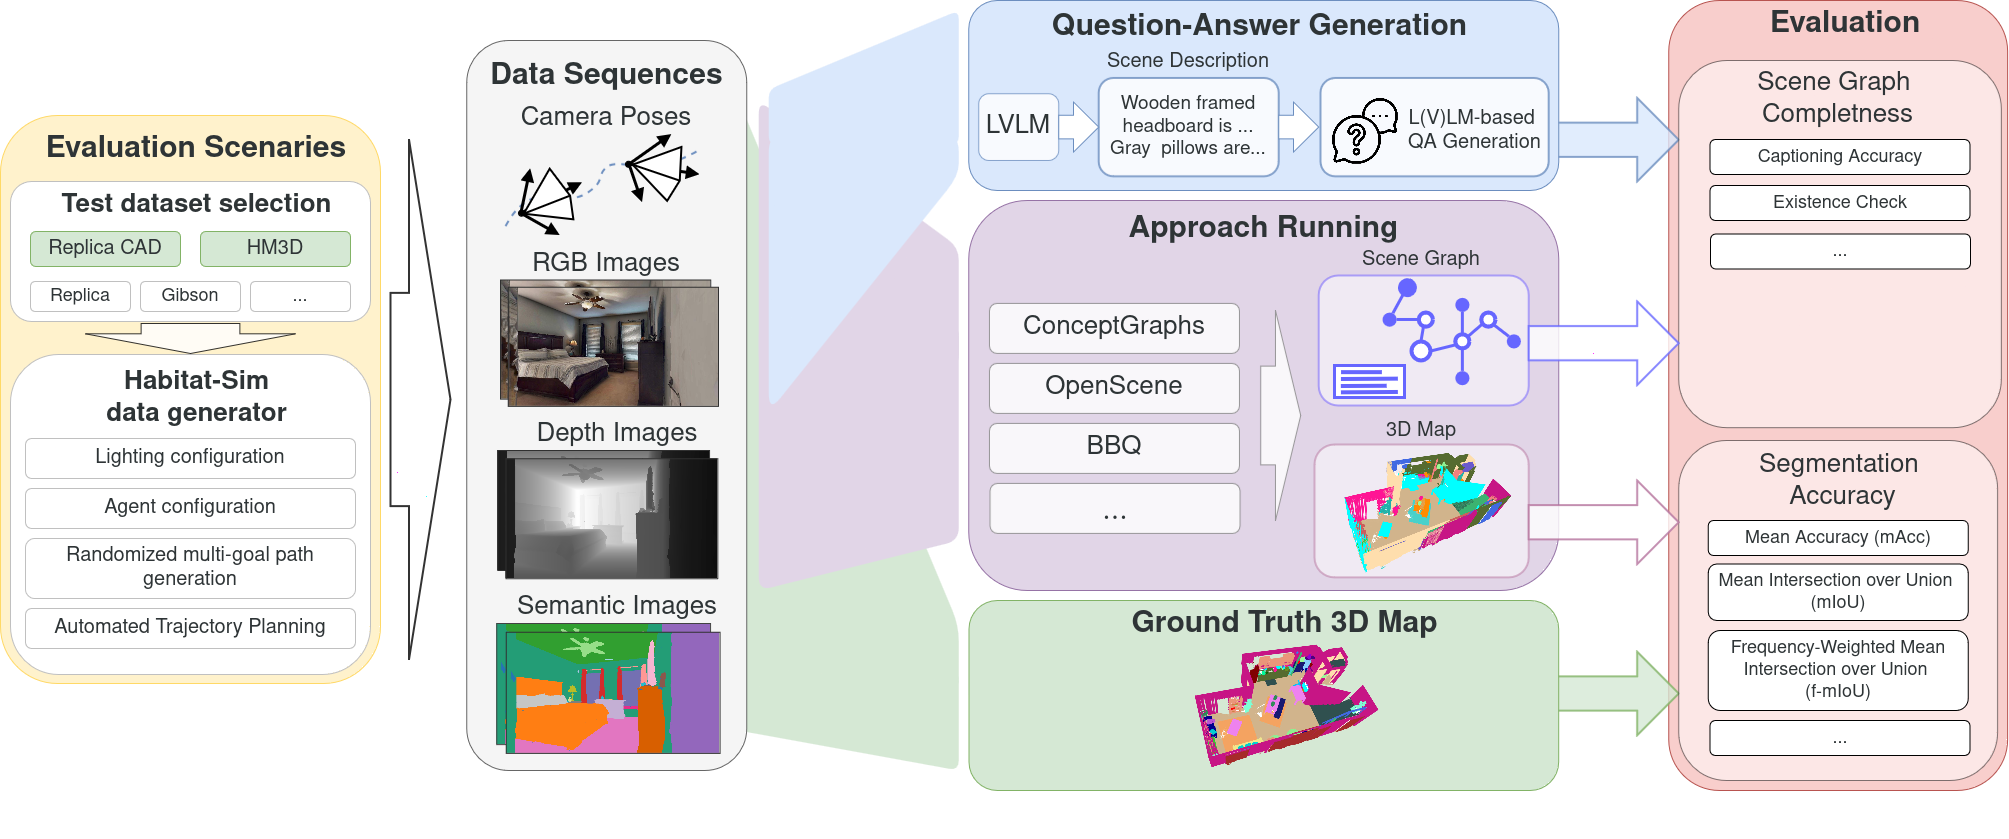 Evaluation Scenaries
Test dataset selection
Replica CAD
HM3D
Replica
Gibson
...
Habitat-Sim
data generator
Lighting configuration
Agent configuration
Randomized multi-goal path
generation
Automated Trajectory Planning
Data Sequences
Camera Poses
RGB Images
Depth Images
Semantic Images
Question-Answer Generation
Scene Description
LVLM
Wooden framed
headboard is ...
Gray pillows are...
L(V)LM-based
QA Generation
Approach Running
ConceptGraphs
OpenScene
BBQ
...
Scene Graph
3D Map
Ground Truth 3D Map
Evaluation
Scene Graph
Completness
Captioning Accuracy
Existence Check
...
Segmentation
Accuracy
Mean Accuracy (mAcc)
Mean Intersection over Union
(mIoU)
Frequency-Weighted Mean
Intersection over Union
(f-mIoU)
...